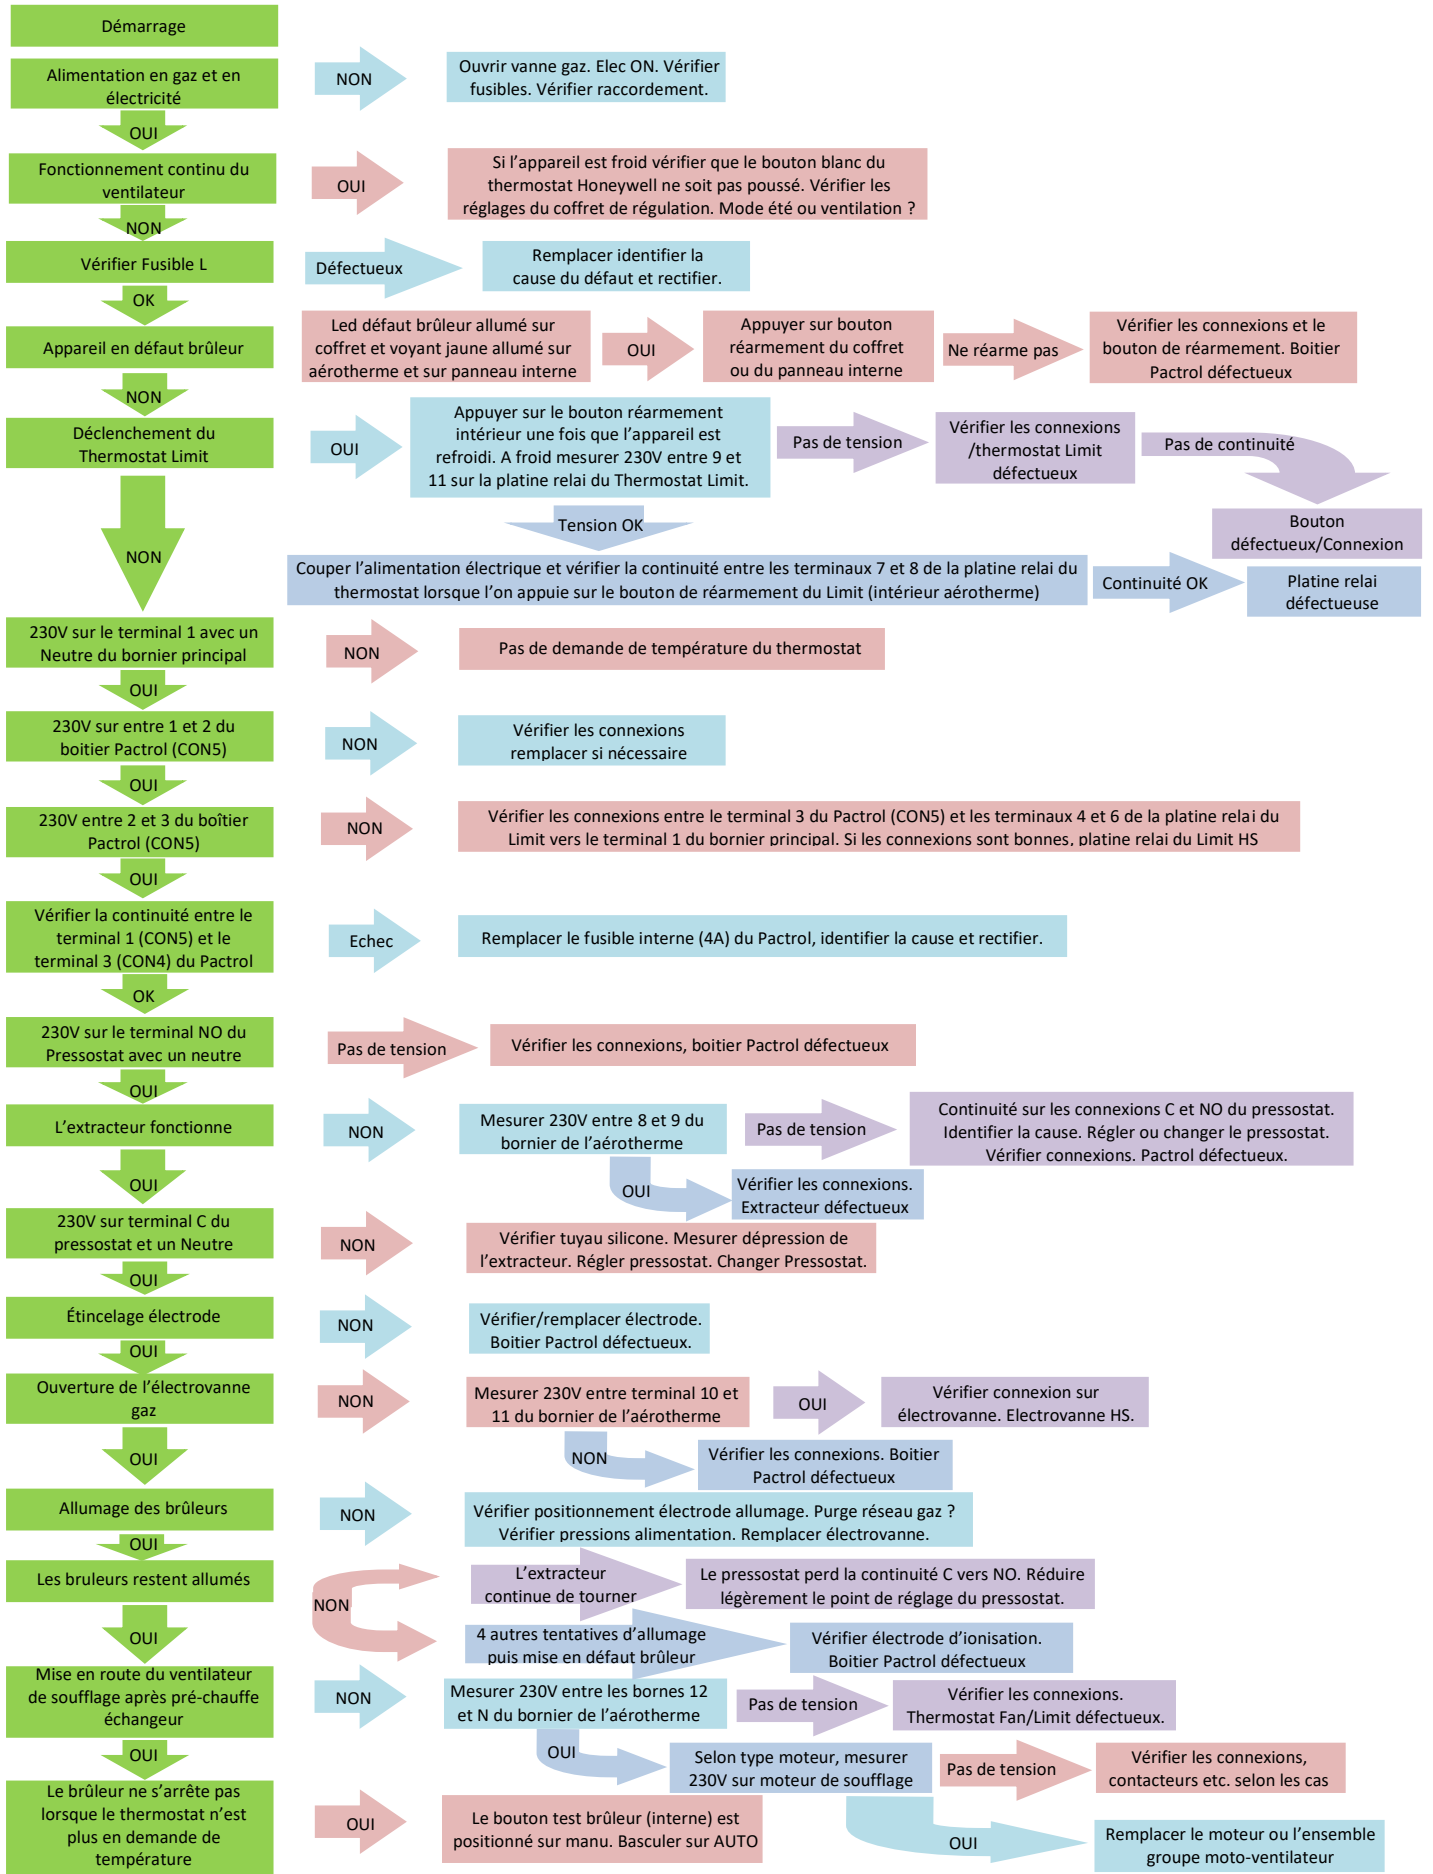 Démarrage
Alimentation en gaz et en
électricité
NON
Ouvrir vanne gaz. Elec ON. Vérifier
fusibles. Vérifier raccordement.
OUI
Fonctionnement continu du
ventilateur
OUI
Si l’appareil est froid vérifier que le bouton blanc du
thermostat Honeywell ne soit pas poussé. Vérifier les
réglages du coffret de régulation. Mode été ou ventilation ?
NON
Vérifier Fusible L
Défectueux
Remplacer identifier la
cause du défaut et rectifier.
OK
Appareil en défaut brûleur
Led défaut brûleur allumé sur
coffret et voyant jaune allumé sur
aérotherme et sur panneau interne
OUI
Appuyer sur bouton
réarmement du coffret
ou du panneau interne
Ne réarme pas
Vérifier les connexions et le
bouton de réarmement. Boitier
Pactrol défectueux
NON
Déclenchement du
Thermostat Limit
OUI
Appuyer sur le bouton réarmement
intérieur une fois que l’appareil est
refroidi. A froid mesurer 230V entre 9 et
11 sur la platine relai du Thermostat Limit.
Pas de tension
Vérifier les connexions
/thermostat Limit
défectueux
Pas de continuité
Bouton
défectueux/Connexion
Tension OK
NON
Couper l’alimentation électrique et vérifier la continuité entre les terminaux 7 et 8 de la platine relai du
thermostat lorsque l’on appuie sur le bouton de réarmement du Limit (intérieur aérotherme)
Continuité OK
Platine relai
défectueuse
230V sur le terminal 1 avec un
Neutre du bornier principal
NON
Pas de demande de température du thermostat
OUI
230V sur entre 1 et 2 du
boitier Pactrol (CON5)
NON
Vérifier les connexions
remplacer si nécessaire
OUI
230V entre 2 et 3 du boîtier
Pactrol (CON5)
NON
Vérifier les connexions entre le terminal 3 du Pactrol (CON5) et les terminaux 4 et 6 de la platine relai du
Limit vers le terminal 1 du bornier principal. Si les connexions sont bonnes, platine relai du Limit HS
OUI
Vérifier la continuité entre le
terminal 1 (CON5) et le
terminal 3 (CON4) du Pactrol
Echec
Remplacer le fusible interne (4A) du Pactrol, identifier la cause et rectifier.
OK
230V sur le terminal NO du
Pressostat avec un neutre
Pas de tension
Vérifier les connexions, boitier Pactrol défectueux
OUI
L’extracteur fonctionne
NON
Mesurer 230V entre 8 et 9 du
bornier de l’aérotherme
Pas de tension
Continuité sur les connexions C et NO du pressostat.
Identifier la cause. Régler ou changer le pressostat.
Vérifier connexions. Pactrol défectueux.
OUI
OUI
Vérifier les connexions.
Extracteur défectueux
230V sur terminal C du
pressostat et un Neutre
NON
Vérifier tuyau silicone. Mesurer dépression de
l’extracteur. Régler pressostat. Changer Pressostat.
OUI
Étincelage électrode
NON
Vérifier/remplacer électrode.
Boitier Pactrol défectueux.
OUI
Ouverture de l’électrovanne
gaz
NON
Mesurer 230V entre terminal 10 et
11 du bornier de l’aérotherme
OUI
Vérifier connexion sur
électrovanne. Electrovanne HS.
OUI
NON
Vérifier les connexions. Boitier
Pactrol défectueux
Allumage des brûleurs
NON
Vérifier positionnement électrode allumage. Purge réseau gaz ?
Vérifier pressions alimentation. Remplacer électrovanne.
OUI
Les bruleurs restent allumés
NON
L’extracteur
continue de tourner
Le pressostat perd la continuité C vers NO. Réduire
légèrement le point de réglage du pressostat.
OUI
4 autres tentatives d’allumage
puis mise en défaut brûleur
Vérifier électrode d’ionisation.
Boitier Pactrol défectueux
Mise en route du ventilateur
de soufflage après pré-chauffe
échangeur
NON
Mesurer 230V entre les bornes 12
et N du bornier de l’aérotherme
Pas de tension
Vérifier les connexions.
Thermostat Fan/Limit défectueux.
OUI
OUI
Selon type moteur, mesurer
230V sur moteur de soufflage
Pas de tension
Vérifier les connexions,
contacteurs etc. selon les cas
Le brûleur ne s’arrête pas
lorsque le thermostat n’est
plus en demande de
température
OUI
Le bouton test brûleur (interne) est
positionné sur manu. Basculer sur AUTO
OUI
Remplacer le moteur ou l’ensemble
groupe moto-ventilateur